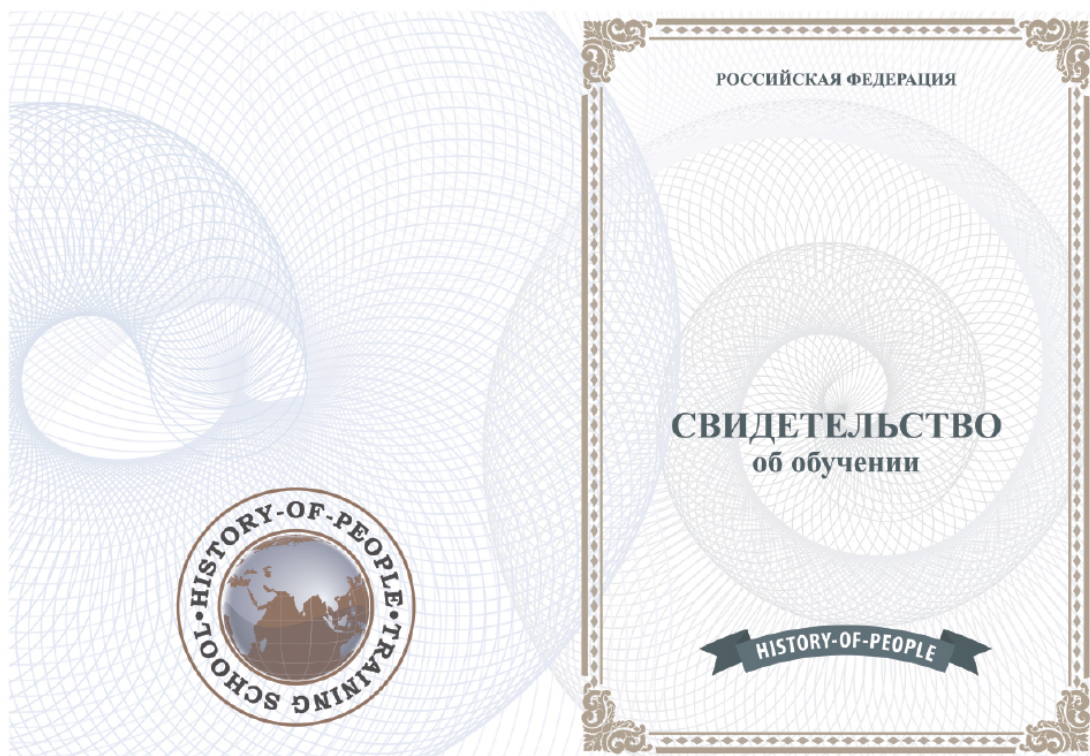 HISTORY-OF-PEOPLE•TRAINING SCHOOL•
РОССИЙСКАЯ ФЕДЕРАЦИЯ
СВИДЕТЕЛЬСТВО
об обучении
HISTORY-OF-PEOPLE